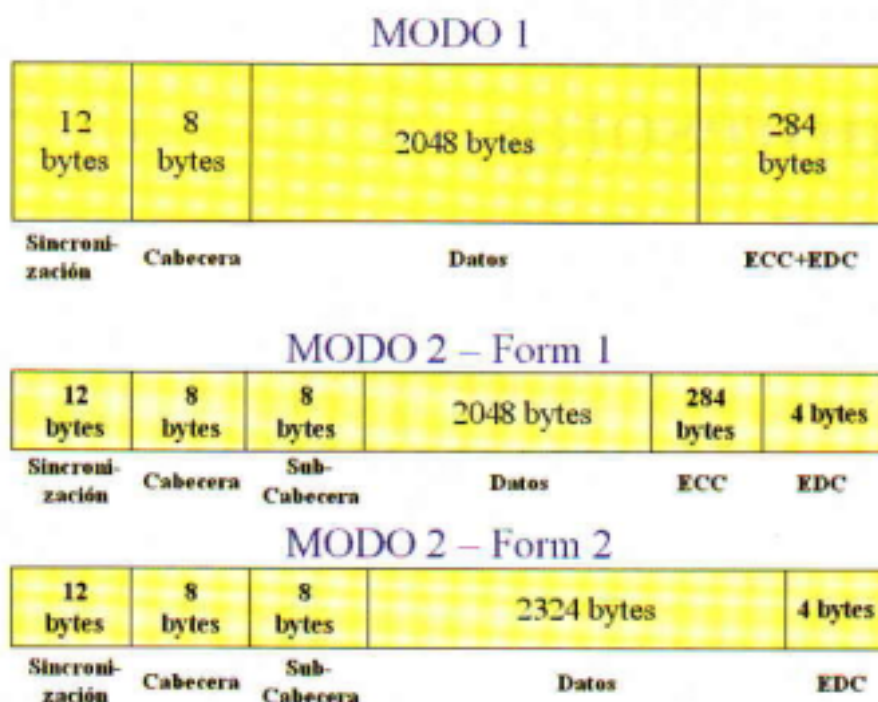 MODO 1
12 bytes
8 bytes
2048 bytes
284 bytes
Sincroni-
zación
Cabecera
Datos
ECC+EDC
MODO 2 – Form 1
12 bytes
8 bytes
8 bytes
2048 bytes
284 bytes
4 bytes
Sincroni-
zación
Cabecera
Sub-
Cabecera
Datos
ECC
EDC
MODO 2 – Form 2
12 bytes
8 bytes
8 bytes
2324 bytes
4 bytes
Sincroni-
zación
Cabecera
Sub-
Cabecera
Datos
EDC